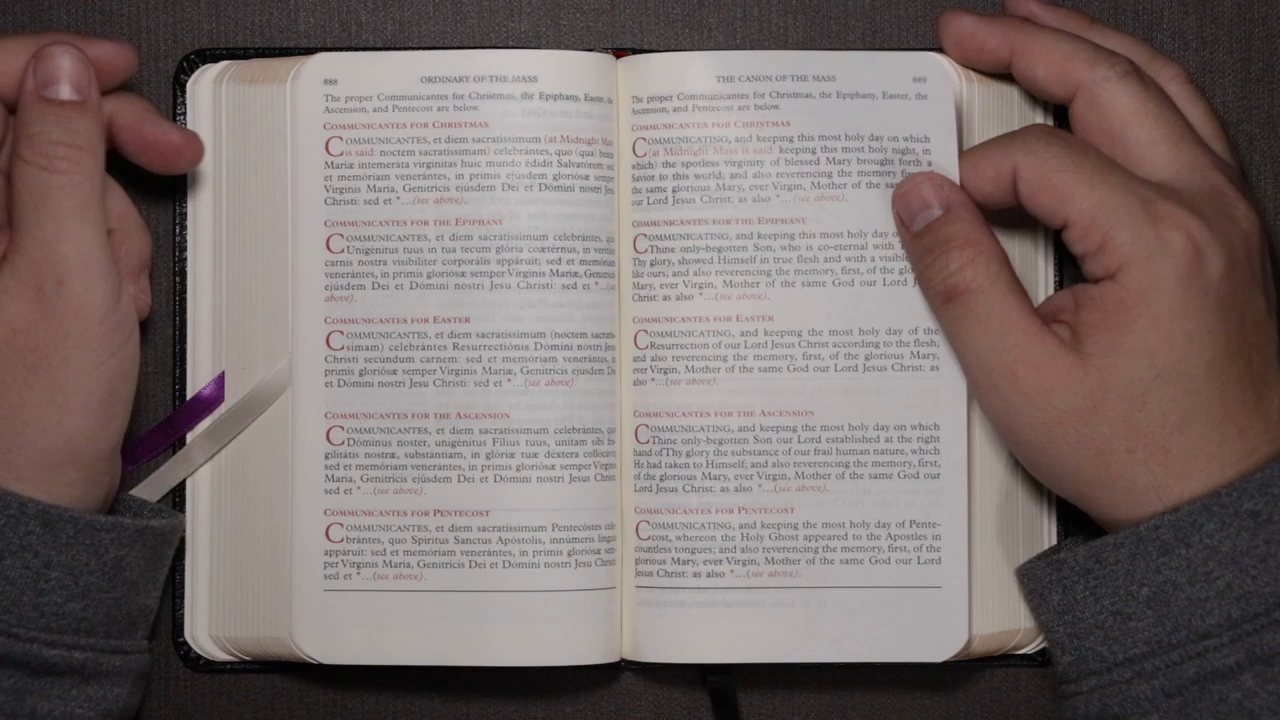 888 ORDINARY OF THE MASS
The proper Communicantes for Christmas, the Epiphany, Easter, the
Ascension, and Pentecost are below.
COMMUNICANTES FOR CHRISTMAS
COMMUNICANTES, et diem sacratissimum (at Midnight Mass
is said: noctem sacratissimam) celebrántes, quo (qua) beátæ
Maríæ intemerata virginitas huic mundo édidit Salvatórem: sed
et memóriam venerántes, in primis ejúsdem gloriósæ semper
Virginis Maria, Genitricis ejúsdem Dei et Dómini nostri Jesu
Christi: sed et *...(see above).
COMMUNICANTES FOR THE EPIPHANY
COMMUNICANTES, et diem sacratissimum celebrántes, quo
Unigénitus tuus in tua tecum glória coætérnus, in veritáte
carnis nostra visibíliter corporális appáruit: sed et memóriam
venerántes, in primis gloriósæ semper Virginis Mariæ, Genitrícis
ejúsdem Dei et Dómini nostri Jesu Christi: sed et *...(see
above).
COMMUNICANTES FOR EASTER
COMMUNICANTES, et diem sacratissimum (noctem sacratis-
simam) celebrántes Resurrectiónis Dómini nostri Jesu
Christi secúndum carnem: sed et memóriam venerántes, in
primis gloriósæ semper Virginis Mariæ, Genitricis ejúsdem Dei
et Dómini nostri Jesu Christi: sed et *...(see above).
COMMUNICANTES FOR THE ASCENSION
COMMUNICANTES, et diem sacratissimum celebrántes, quo
Dóminus noster, unigénitus Filius tuus, unítam sibi fra-
gilitátis nostræ, substántiam, in glóriæ tuæ déxtera collocávit:
sed et memóriam venerántes, in primis gloriósæ semper Virginis
Maria, Genitricis ejúsdem Dei et Dómini nostri Jesu Christi
sed et *...(see above).
COMMUNICANTES FOR PENTECOST
COMMUNICANTES, et diem sacratissimum Pentecóstes cele-
brántes, quo Spíritus Sanctus Apóstolis, innúmeris linguis
appáruit: sed et memóriam venerántes, in primis gloriósæ sem-
per Virginis Maria, Genitricis ejúsdem Dei et Dómini nostri Jesu Christi
sed et *...(see above).
THE CANON OF THE MASS 889
The proper Communicantes for Christmas, the Epiphany, Easter, the
Ascension, and Pentecost are below.
COMMUNICANTES FOR CHRISTMAS
COMMUNICATING, and keeping this most holy day on which
(at Midnight Mass is said: keeping this most holy night, in
which) the spotless virginity of blessed Mary brought forth a
Savior to this world; and also reverencing the memory
the same glorious Mary, ever Virgin, Mother of the
our Lord Jesus Christ: as also *...(see above).
COMMUNICANTES FOR THE EPIPHANY
COMMUNICATING, and keeping this most holy day
Thine only-begotten Son, who is co-eternal with
Thy glory, showed Himself in true flesh and with a visible
like ours; and also reverencing the memory, first, of the
Mary, ever Virgin, Mother of the same God our Lord
Christ: as also *...(see above).
COMMUNICANTES FOR EASTER
COMMUNICATING, and keeping the most holy day of the
Resurrection of our Lord Jesus Christ according to the flesh;
and also reverencing the memory, first, of the glorious Mary,
ever Virgin, Mother of the same God our Lord Jesus Christ: as
also *...(see above).
COMMUNICANTES FOR THE ASCENSION
COMMUNICATING, and keeping the most holy day on which
Thine only-begotten Son our Lord established at the right
hand of Thy glory the substance of our frail human nature, which
He had taken to Himself; and also reverencing the memory, first,
of the glorious Mary, ever Virgin, Mother of the same God our
Lord Jesus Christ: as also *...(see above).
COMMUNICANTES FOR PENTECOST
COMMUNICATING, and keeping the most holy day of Pente-
cost, whereon the Holy Ghost appeared to the Apostles in
countless tongues; and also reverencing the memory, first, of the
glorious Mary, ever Virgin, Mother of the same God our Lord
Jesus Christ: as also *...(see above).